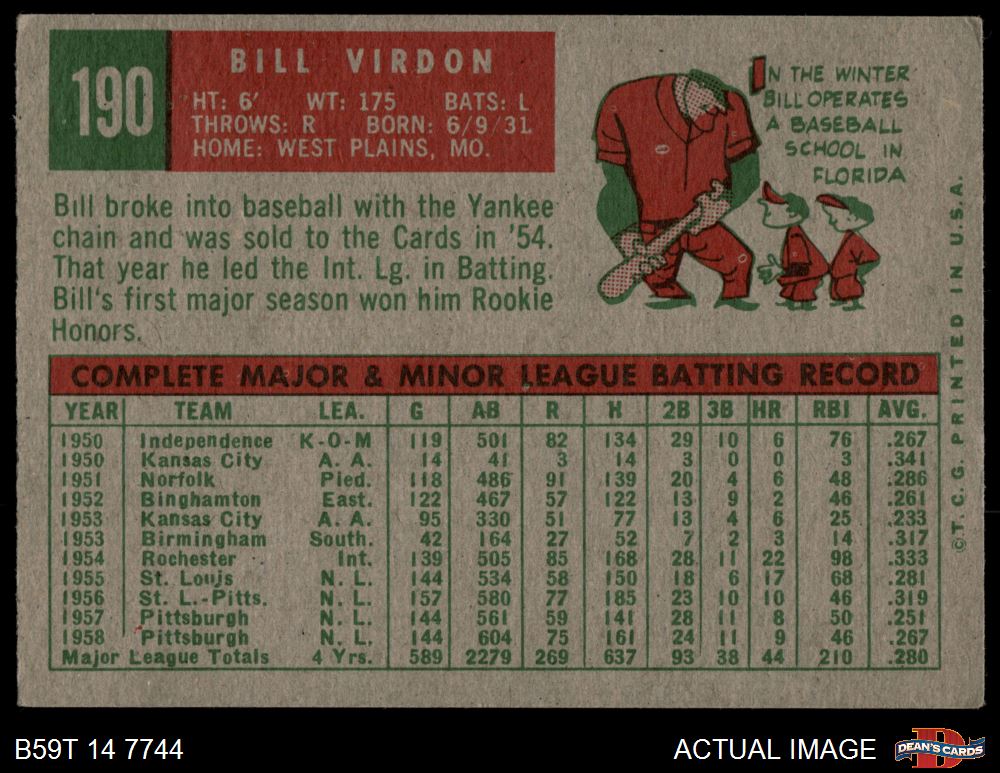 190
BILL VIRDON
HT: 6' WT: 175 BATS: L
THROWS: R BORN: 6/9/31
HOME: WEST PLAINS, MO.
IN THE WINTER
BILL OPERATES
A BASEBALL
SCHOOL IN
FLORIDA
Bill broke into baseball with the Yankee
chain and was sold to the Cards in '54.
That year he led the Int. Lg. in Batting.
Bill's first major season won him Rookie
Honors.
COMPLETE MAJOR & MINOR LEAGUE BATTING RECORD
YEAR TEAM LEA. G AB R H 2B 3B HR RBI AVG.
1950 Independence K-O-M 119 501 82 134 29 10 6 76 .267
1950 Kansas City A. A. 14 41 3 14 3 0 0 3 .341
1951 Norfolk Pied. 118 486 91 139 20 4 6 48 .286
1952 Binghamton East. 122 467 57 122 13 9 2 46 .261
1953 Kansas City A. A. 95 330 51 77 13 4 6 25 .233
1953 Birmingham South. 42 164 27 52 7 2 3 14 .317
1954 Rochester Int. 139 505 85 168 28 11 22 98 .333
1955 St. Louis N. L. 144 534 58 150 18 6 17 68 .281
1956 St. L.-Pitts. N. L. 157 580 77 185 23 10 10 46 .319
1957 Pittsburgh N. L. 144 561 59 141 28 11 8 50 .251
1958 Pittsburgh N. L. 144 604 75 161 24 11 9 46 .267
Major League Totals 4 Yrs. 589 2279 269 637 93 38 44 210 .280
©T. C. G. PRINTED IN U.S.A.
B59T 14 7744
ACTUAL IMAGE
D
DEAN'S CARDS